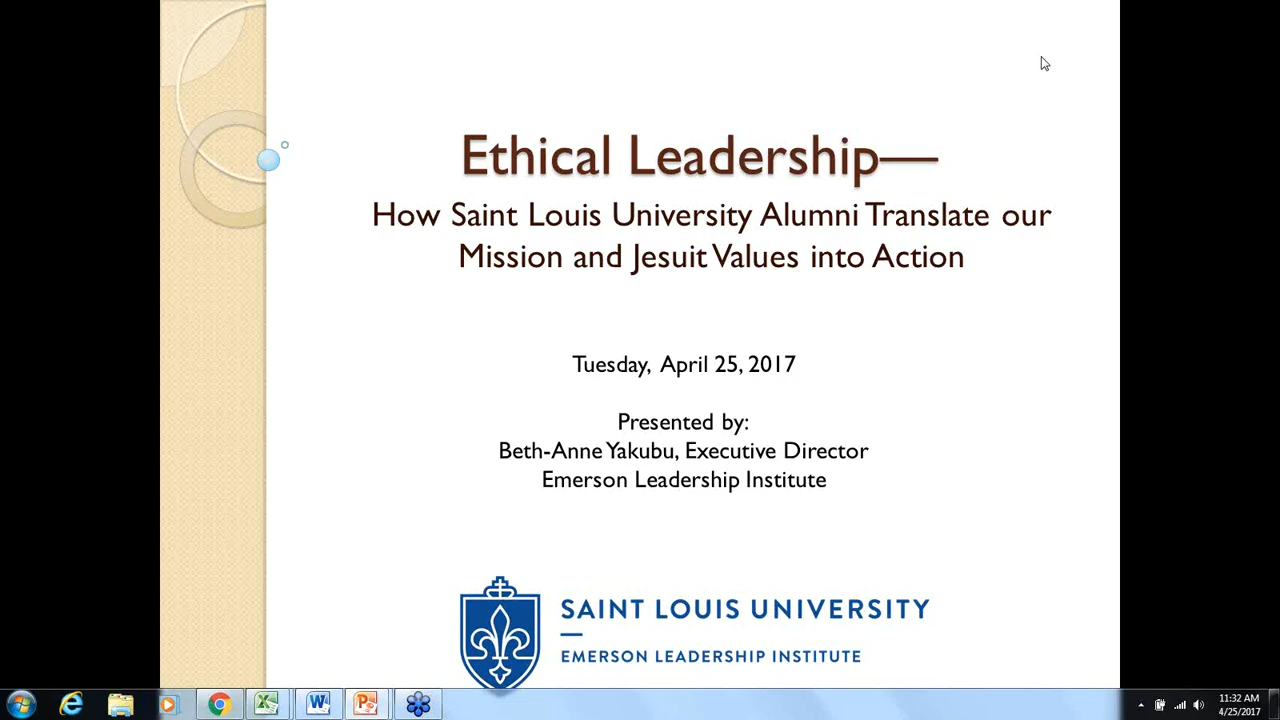 Ethical Leadership—
How Saint Louis University Alumni Translate our
Mission and Jesuit Values into Action
Tuesday, April 25, 2017
Presented by:
Beth-Anne Yakubu, Executive Director
Emerson Leadership Institute
SAINT LOUIS UNIVERSITY
EMERSON LEADERSHIP INSTITUTE
11:32 AM
4/25/2017